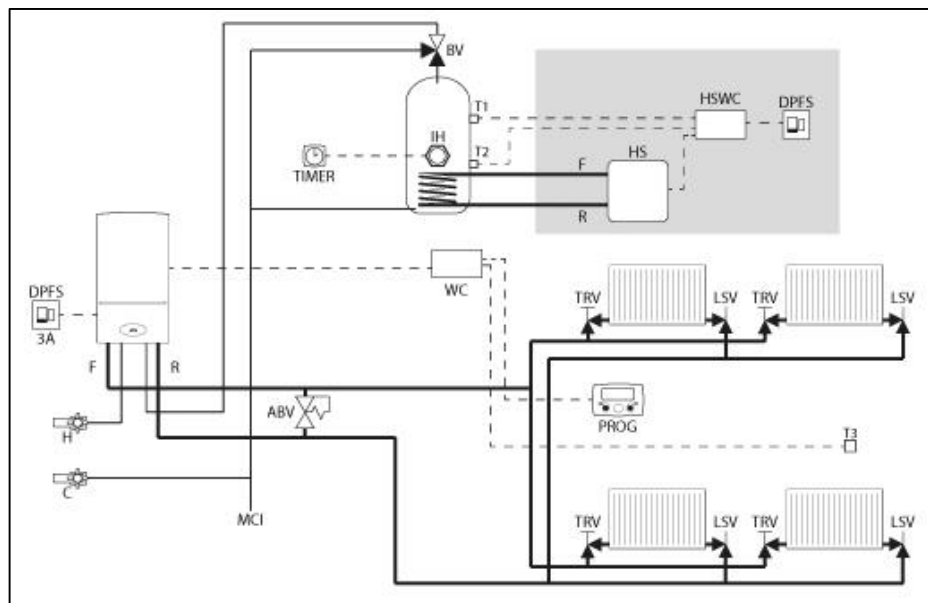 BV
T1
HSWC
DPFS
IH
T2
HS
F
TIMER
R
WC
DPFS
3A
TRV
LSV
TRV
LSV
F
R
ABV
PROG
H
T3
C
MCI
TRV
LSV
TRV
LSV